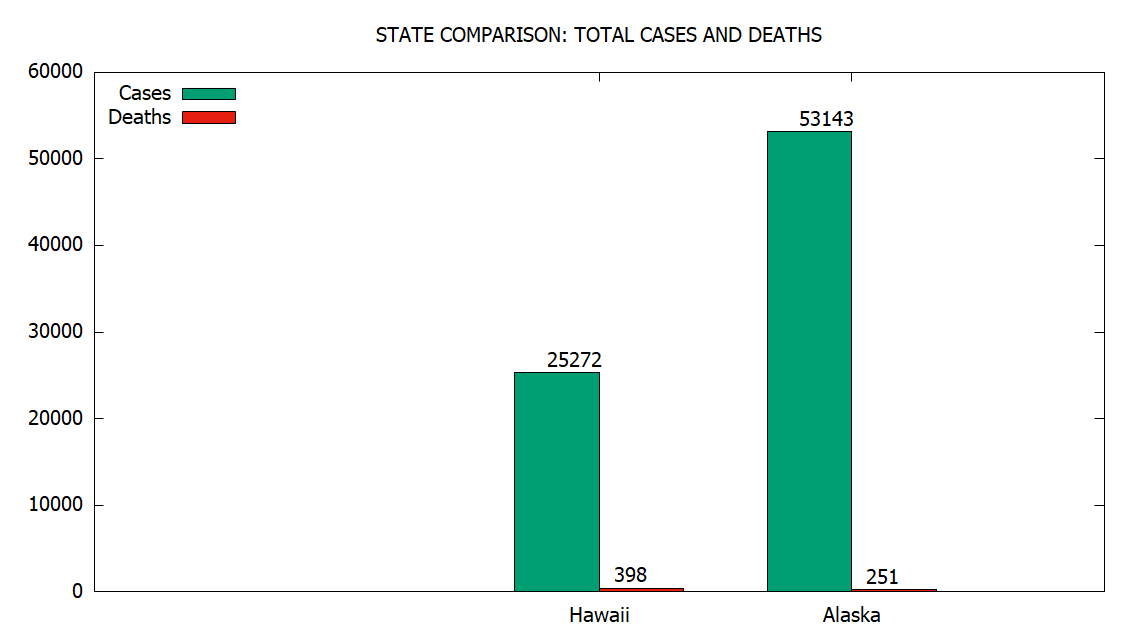 STATE COMPARISON: TOTAL CASES AND DEATHS
60000
Cases
Deaths
53143
50000
40000
30000
25272
20000
10000
398
251
0
Hawaii
Alaska